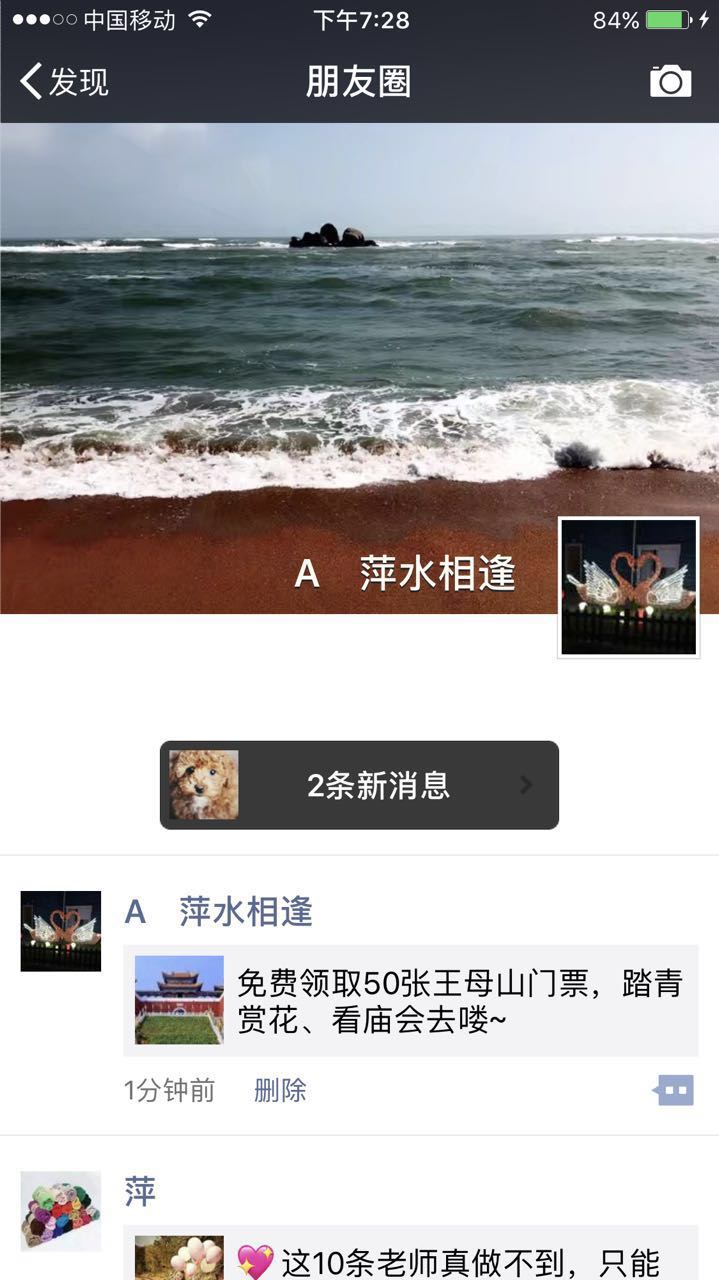 中国移动 下午7:28 84%
发现 朋友圈
A 萍水相逢
2条新消息
A 萍水相逢
免费领取50张王母山门票，踏青
赏花、看庙会去喽~
1分钟前 删除
萍
这10条老师真做不到，只能